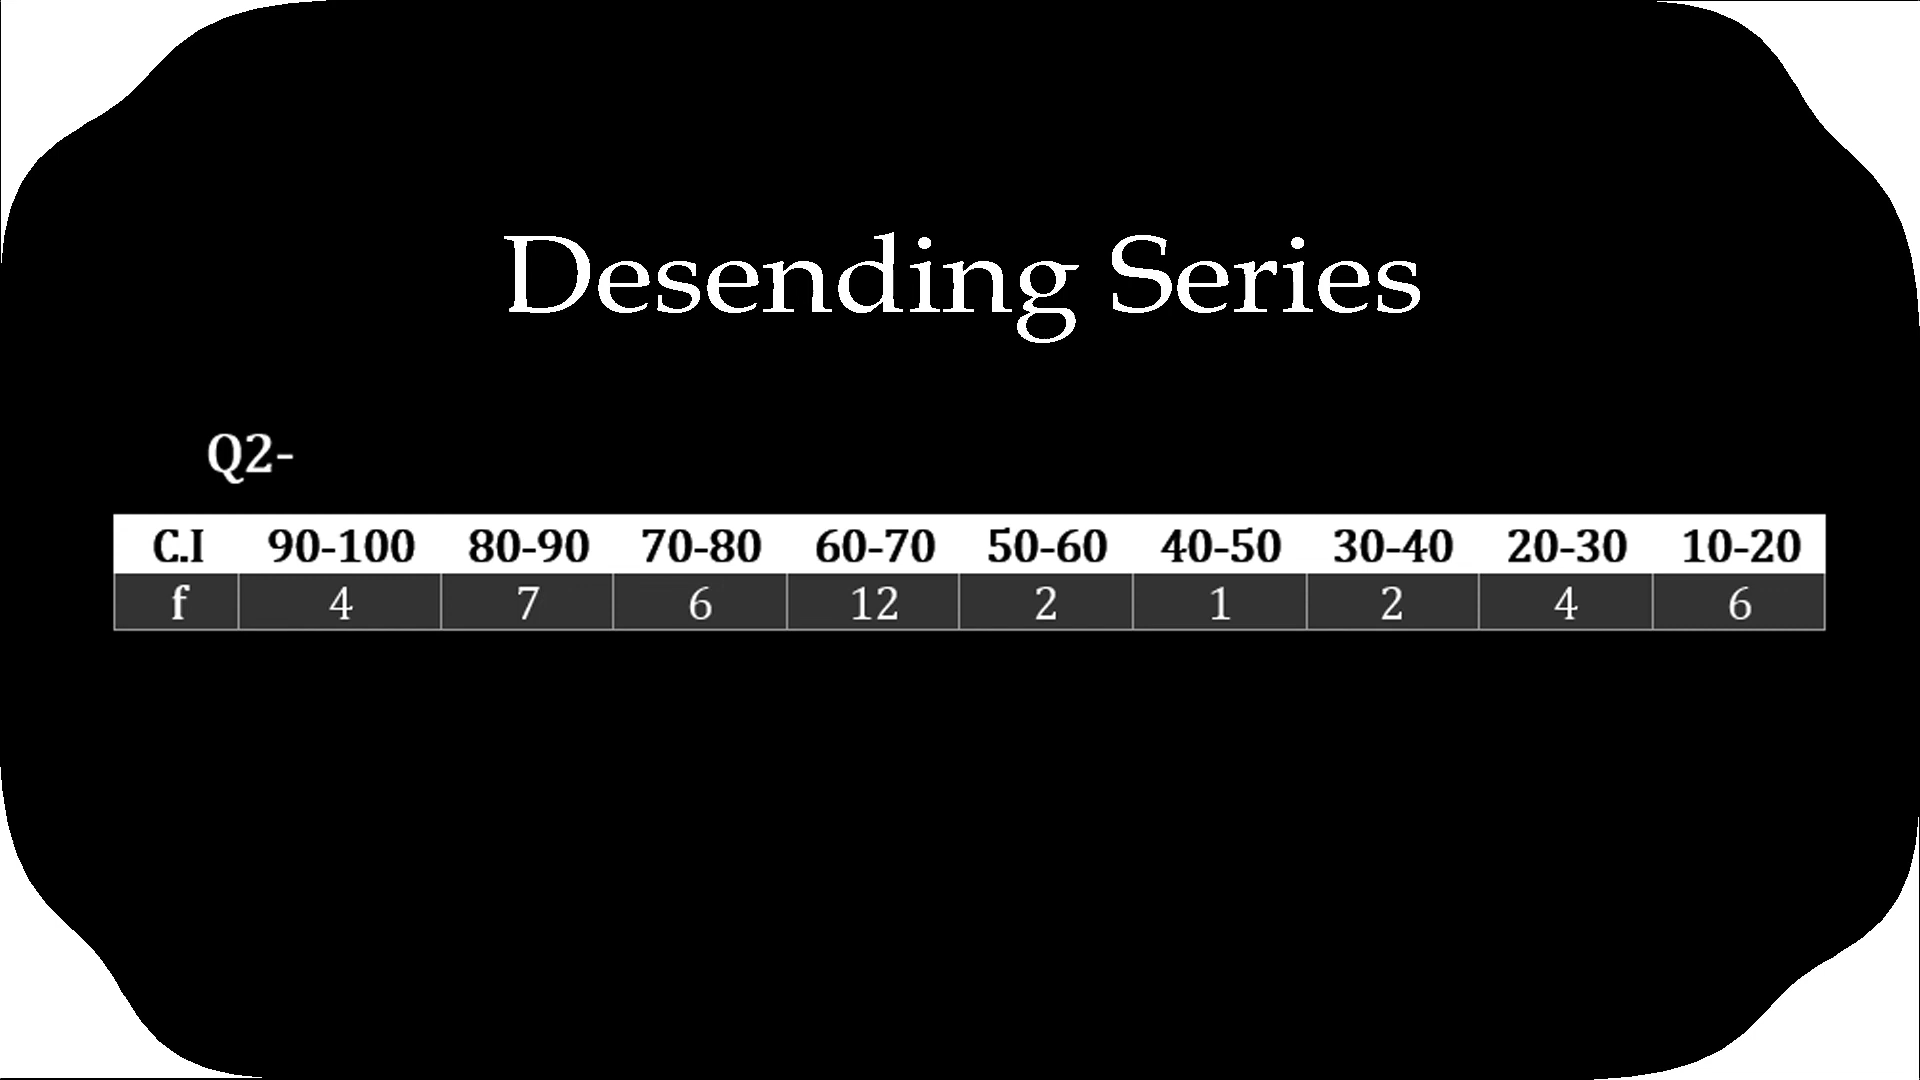 Desending Series
Q2-
C.I 90-100 80-90 70-80 60-70 50-60 40-50 30-40 20-30 10-20
f 4 7 6 12 2 1 2 4 6